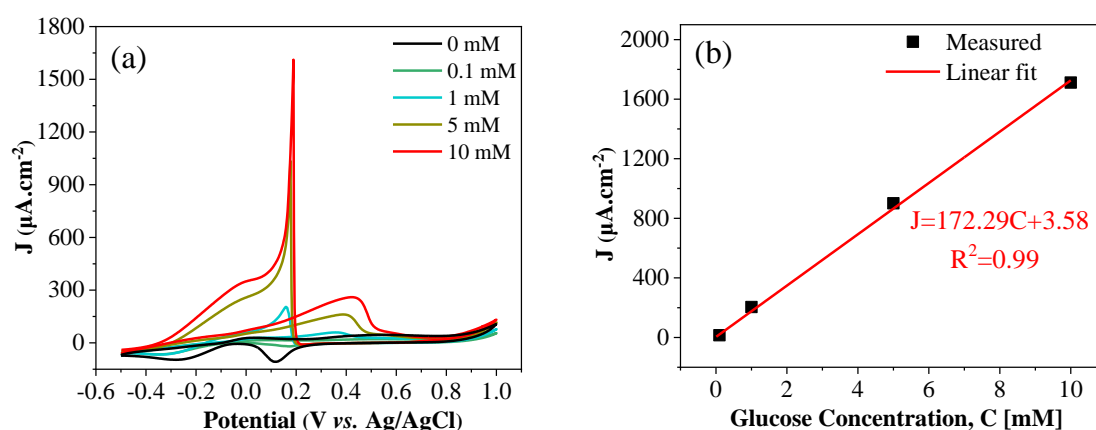 (a)
0 mM
0.1 mM
1 mM
5 mM
10 mM
1800
1500
1200
900
600
300
0
J (µA.cm-2)
-0.6 -0.4 -0.2 0.0 0.2 0.4 0.6 0.8 1.0
Potential (V vs. Ag/AgCl)
(b)
Measured
Linear fit
2000
1600
1200
800
400
0
J (µA.cm-2)
J=172.29C+3.58
R2=0.99
0 2 4 6 8 10
Glucose Concentration, C [mM]